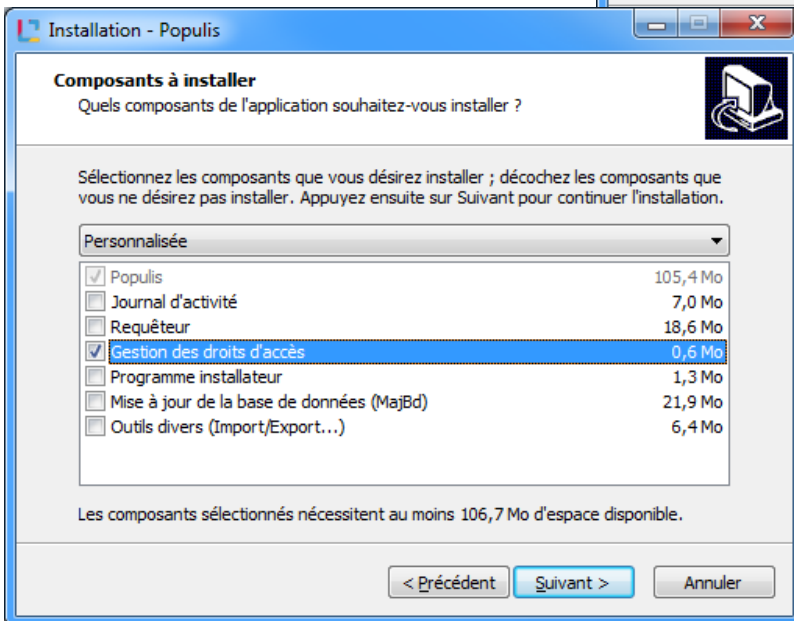 Installation - Populis
Composants à installer
Quels composants de l'application souhaitez-vous installer ?
Sélectionnez les composants que vous désirez installer ; décochez les composants que
vous ne désirez pas installer. Appuyez ensuite sur Suivant pour continuer l'installation.
Personnalisée
Populis 105,4 Mo
Journal d'activité 7,0 Mo
Requêteur 18,6 Mo
Gestion des droits d'accès 0,6 Mo
Programme installateur 1,3 Mo
Mise à jour de la base de données (MajBd) 21,9 Mo
Outils divers (Import/Export...) 6,4 Mo
Les composants sélectionnés nécessitent au moins 106,7 Mo d'espace disponible.
< Précédent Suivant > Annuler